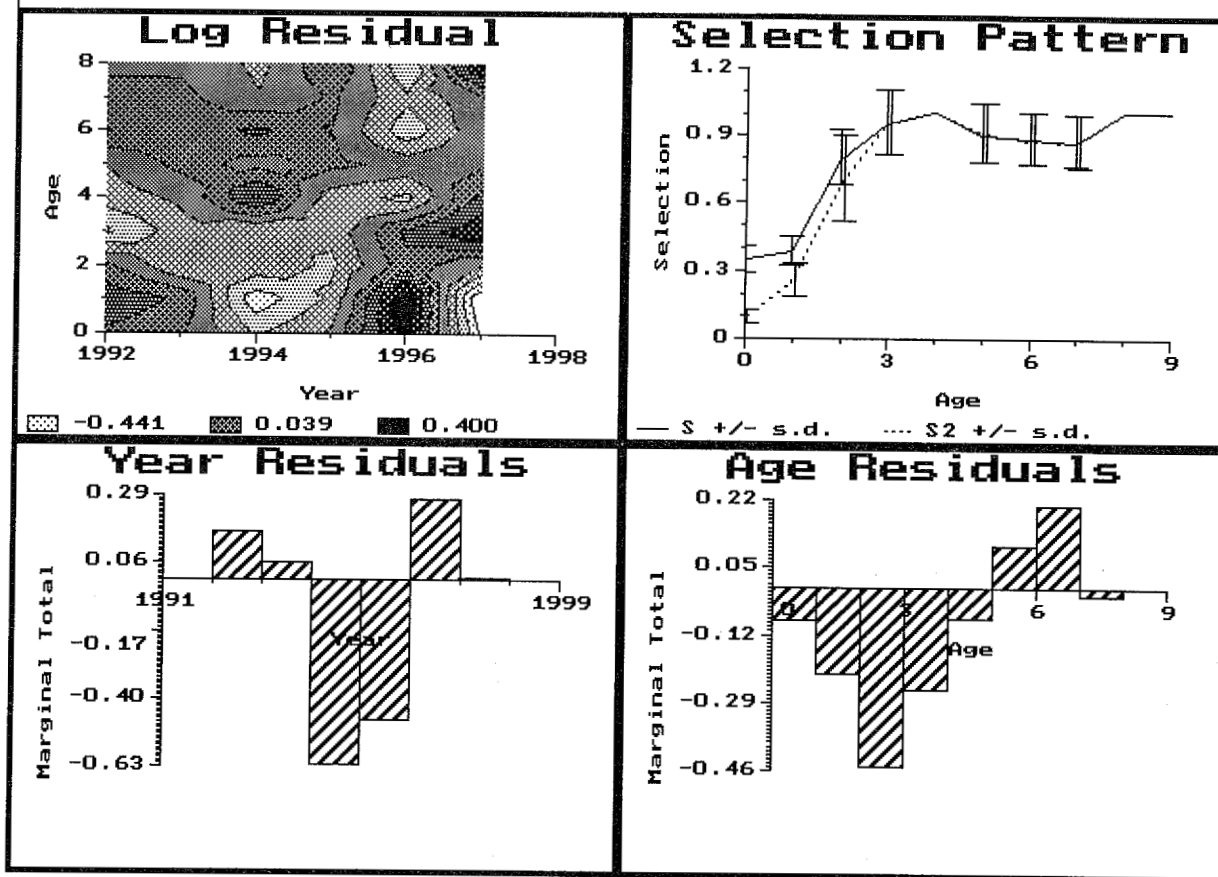 Log Residual
8
6
4
2
0
Age
1992
1994
1996
1998
Year
-0.441 0.039 0.400
Selection Pattern
1.2
0.9
0.6
0.3
0
Selection
0
3
6
9
Age
S +/- s.d. S2 +/- s.d.
Year Residuals
0.29
0.06
-0.17
-0.40
-0.63
Marginal Total
1991
1999
Year
Age Residuals
0.22
0.05
-0.12
-0.29
-0.46
Marginal Total
0
3
6
9
Age